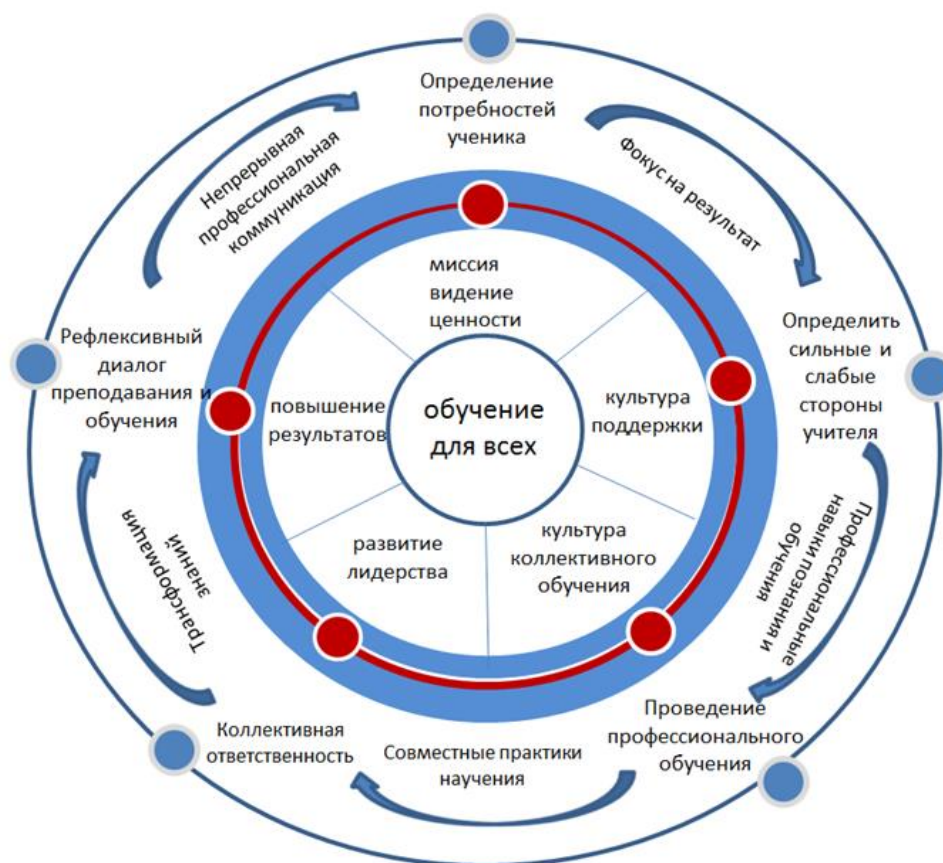 Определение
потребностей
ученика
Непрерывная
профессиональная
коммуникация
Фокус на результат
миссия
видение
ценности
Рефлексивный
диалог
преподавания и
обучения
Определить
сильные и
слабые
стороны
учителя
повышение
результатов
обучение
для всех
культура
поддержки
развитие
лидерства
культура
коллективного
обучения
Трансформация
знаний
Профессиональные
навыки познания и
обучения
Коллективная
ответственность
Совместные практики
научения
Проведение
профессионального
обучения